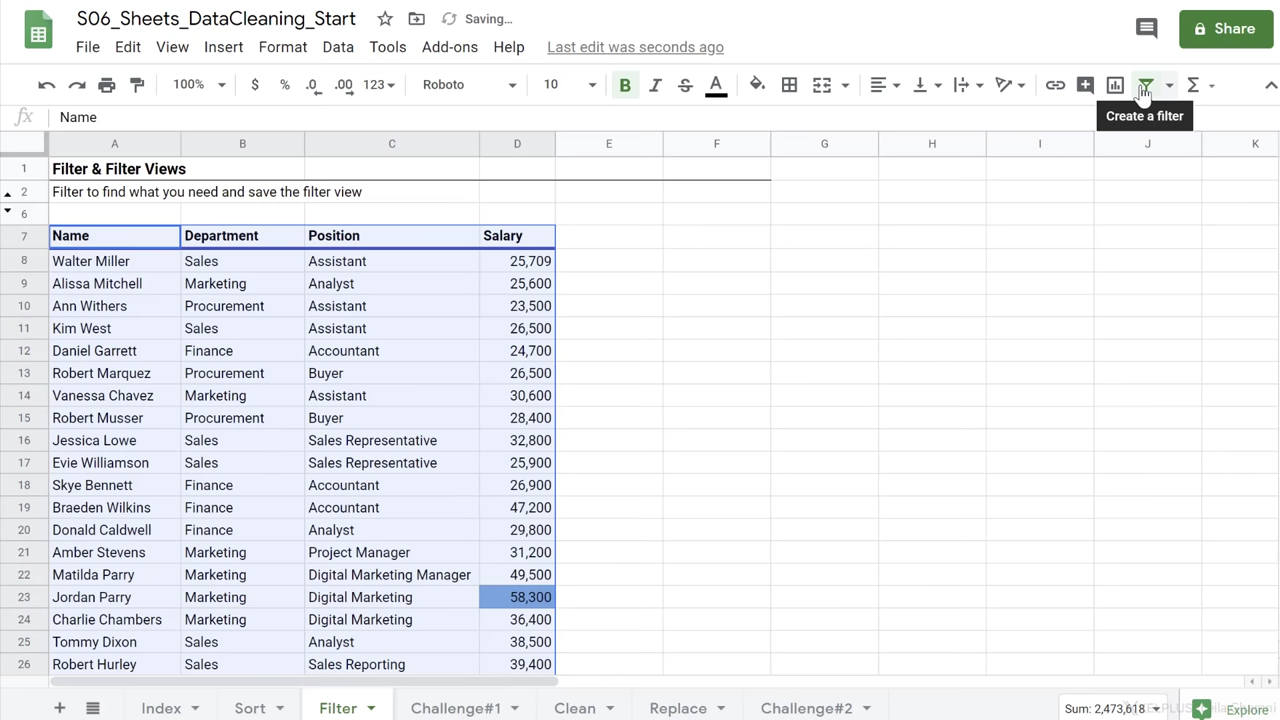 S06_Sheets_DataCleaning_Start Saving...
File Edit View Insert Format Data Tools Add-ons Help Last edit was seconds ago
Share
100% $ % .0 .00 123 Roboto 10 B I S A
Create a filter
fx Name
A B C D E F G H I J K
1 Filter & Filter Views
2 Filter to find what you need and save the filter view
6
7 Name Department Position Salary
8 Walter Miller Sales Assistant 25,709
9 Alissa Mitchell Marketing Analyst 25,600
10 Ann Withers Procurement Assistant 23,500
11 Kim West Sales Assistant 26,500
12 Daniel Garrett Finance Accountant 24,700
13 Robert Marquez Procurement Buyer 26,500
14 Vanessa Chavez Marketing Assistant 30,600
15 Robert Musser Procurement Buyer 28,400
16 Jessica Lowe Sales Sales Representative 32,800
17 Evie Williamson Sales Sales Representative 25,900
18 Skye Bennett Finance Accountant 26,900
19 Braeden Wilkins Finance Accountant 47,200
20 Donald Caldwell Finance Analyst 29,800
21 Amber Stevens Marketing Project Manager 31,200
22 Matilda Parry Marketing Digital Marketing Manager 49,500
23 Jordan Parry Marketing Digital Marketing 58,300
24 Charlie Chambers Marketing Digital Marketing 36,400
25 Tommy Dixon Sales Analyst 38,500
26 Robert Hurley Sales Sales Reporting 39,400
Index Sort Filter Challenge#1 Clean Replace Challenge#2 Sum: 2,473,618 Explore